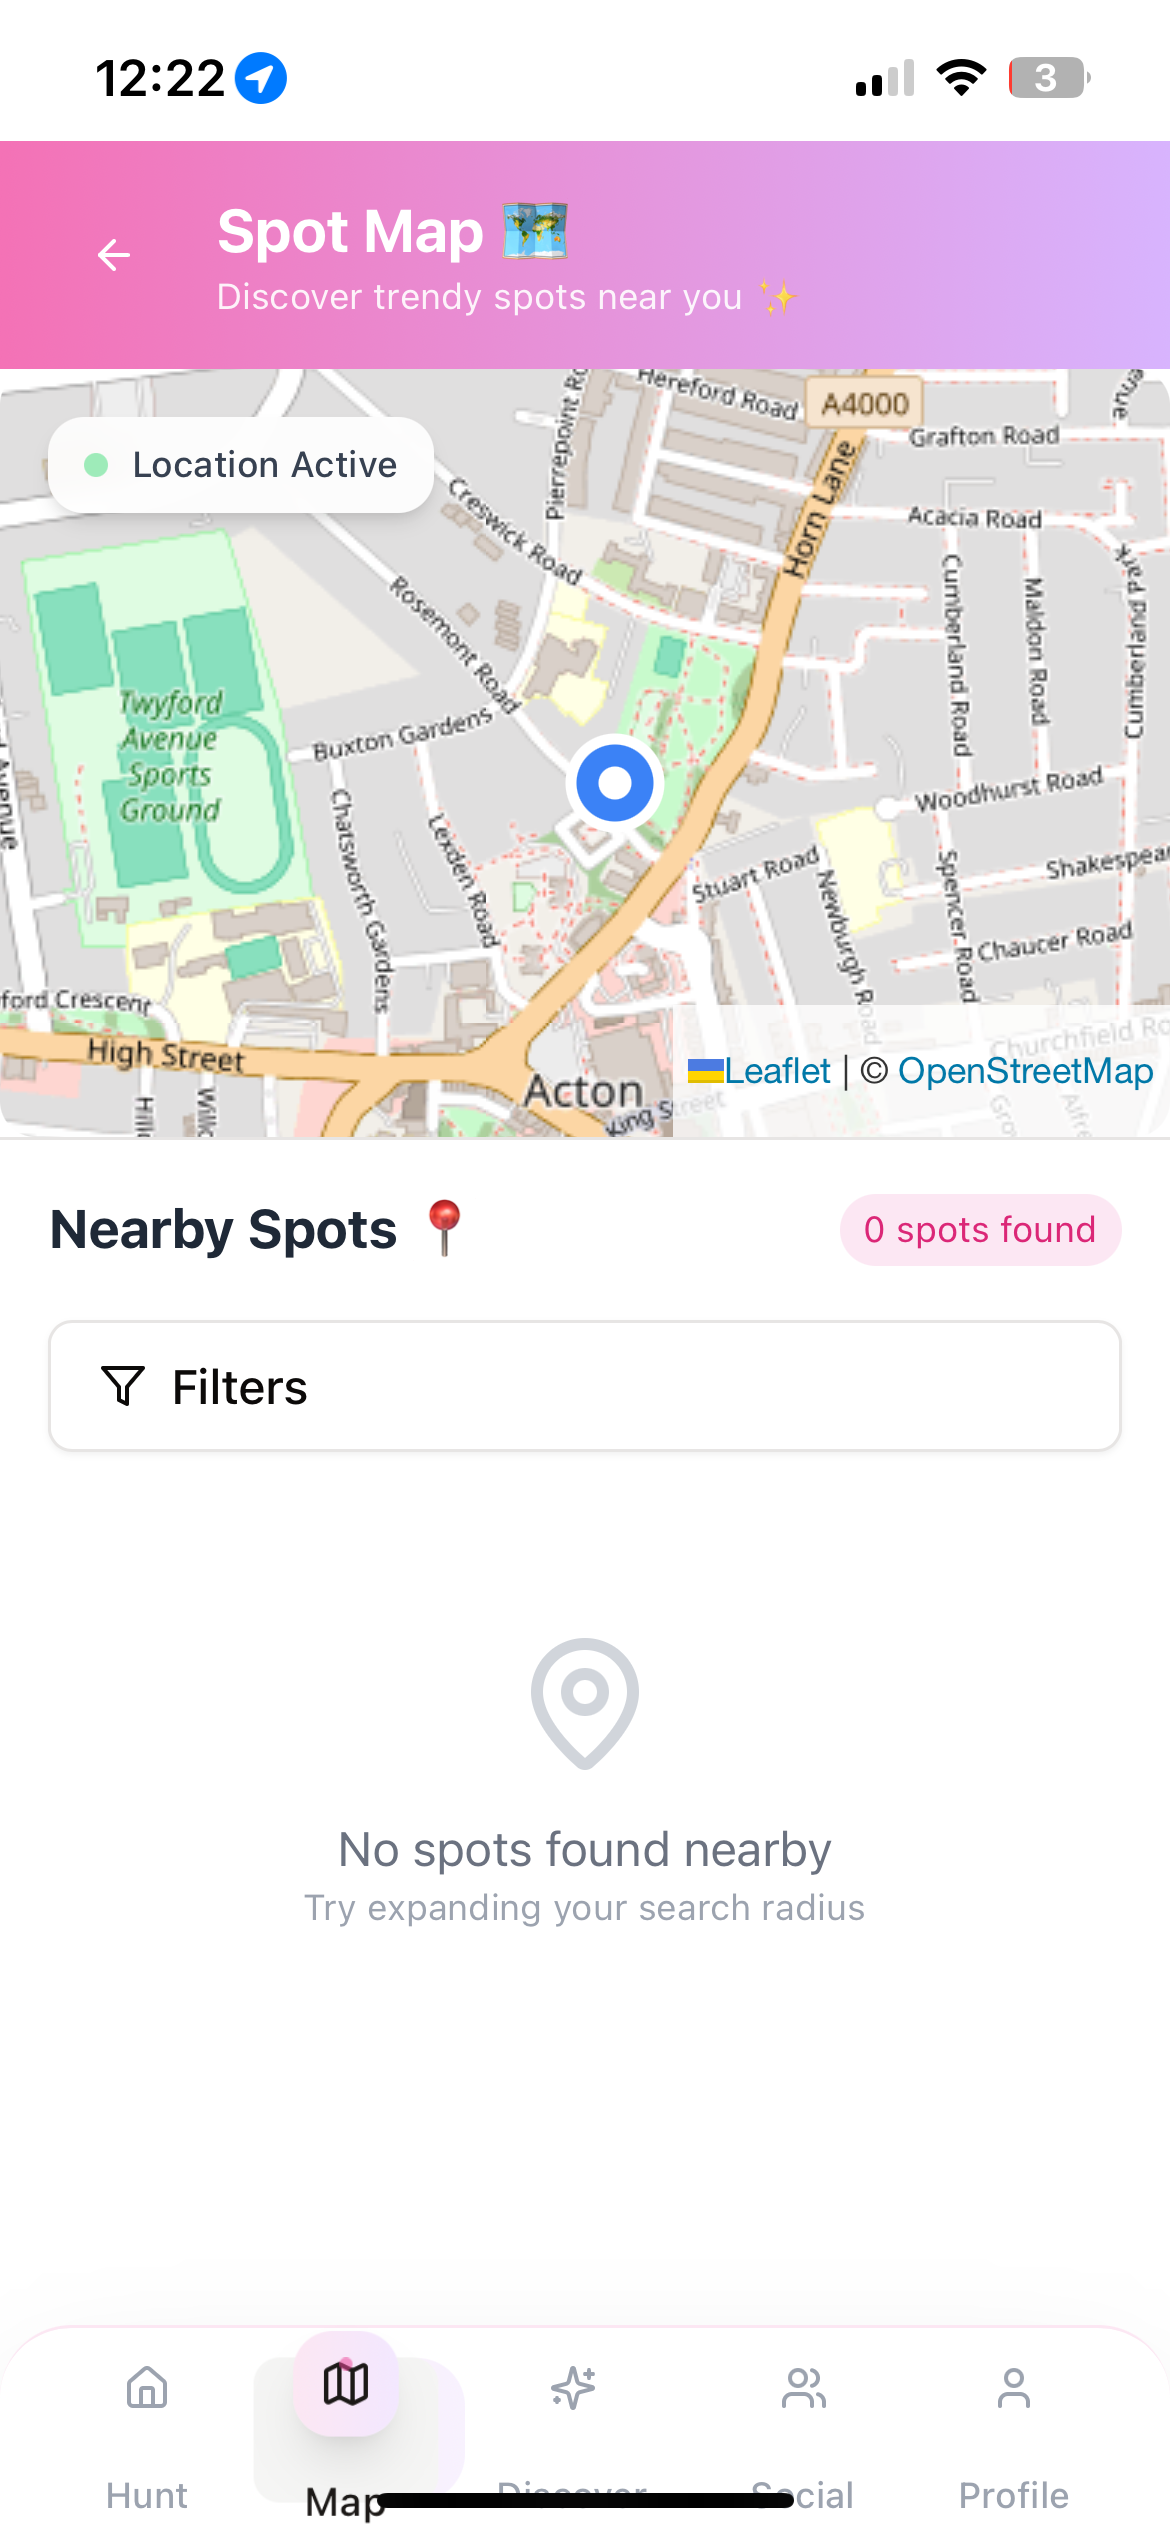 12:22
3
Spot Map
Discover trendy spots near you
Hereford Road
A4000
Grafton Road
Location Active
Pierrepoint Ro
Horn Lane
Creswick Road
Acacia Road
Rosemont Road
Cumberland Road
Maldon Road
Cumberland Park
Twyford
Avenue
Sports
Ground
Buxton Gardens
Avenue
Woodhurst Road
Chatsworth Gardens
Lexden Road
Stuart Road
Newburgh Road
Spencer Road
Shakespear
Chaucer Road
ford Crescent
High Street
Churchfield Ro
Acton
King Street
Leaflet | © OpenStreetMap
Nearby Spots
0 spots found
Filters
No spots found nearby
Try expanding your search radius
Hunt
Map
Discover
Social
Profile